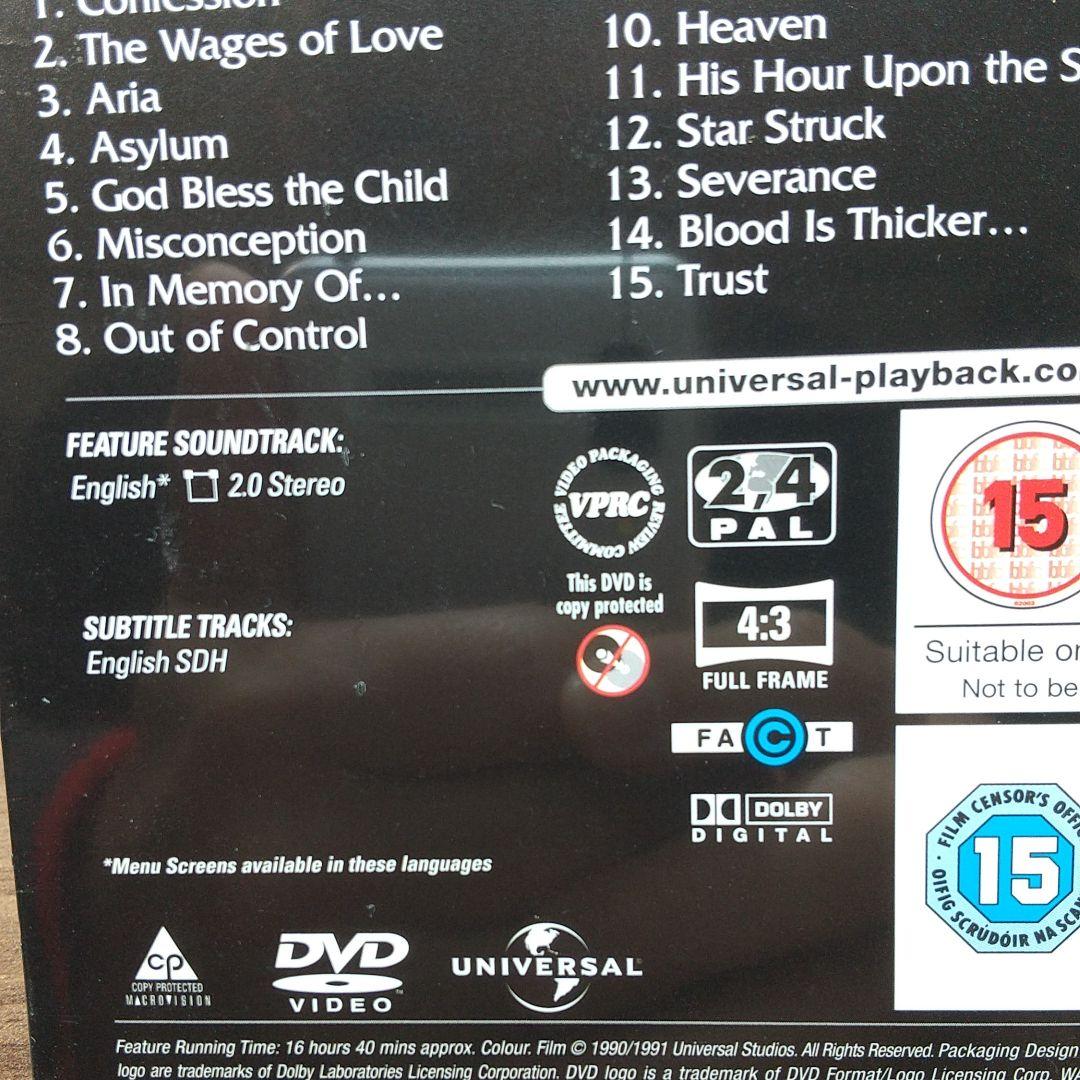 1. Confession
2. The Wages of Love
3. Aria
4. Asylum
5. God Bless the Child
6. Misconception
7. In Memory Of...
8. Out of Control
10. Heaven
11. His Hour Upon the S
12. Star Struck
13. Severance
14. Blood Is Thicker...
15. Trust
www.universal-playback.co
FEATURE SOUNDTRACK:
English* 2.0 Stereo
SUBTITLE TRACKS:
English SDH
*Menu Screens available in these languages
VIDEO PACKAGING REVIEW COMMITTEE
VPRC
This DVD is
copy protected
2,4
PAL
4:3
FULL FRAME
FACT
DOLBY
DIGITAL
bbfc
15
Suitable on
Not to be
FILM CENSOR'S OFFI
15
OIFIG SCRÚDÓIR NA SCAN
cp
COPY PROTECTED
MACROVISION
DVD
VIDEO
UNIVERSAL
Feature Running Time: 16 hours 40 mins approx. Colour. Film © 1990/1991 Universal Studios. All Rights Reserved. Packaging Design
logo are trademarks of Dolby Laboratories Licensing Corporation. DVD logo is a trademark of DVD Format/Logo Licensing Corp. WA